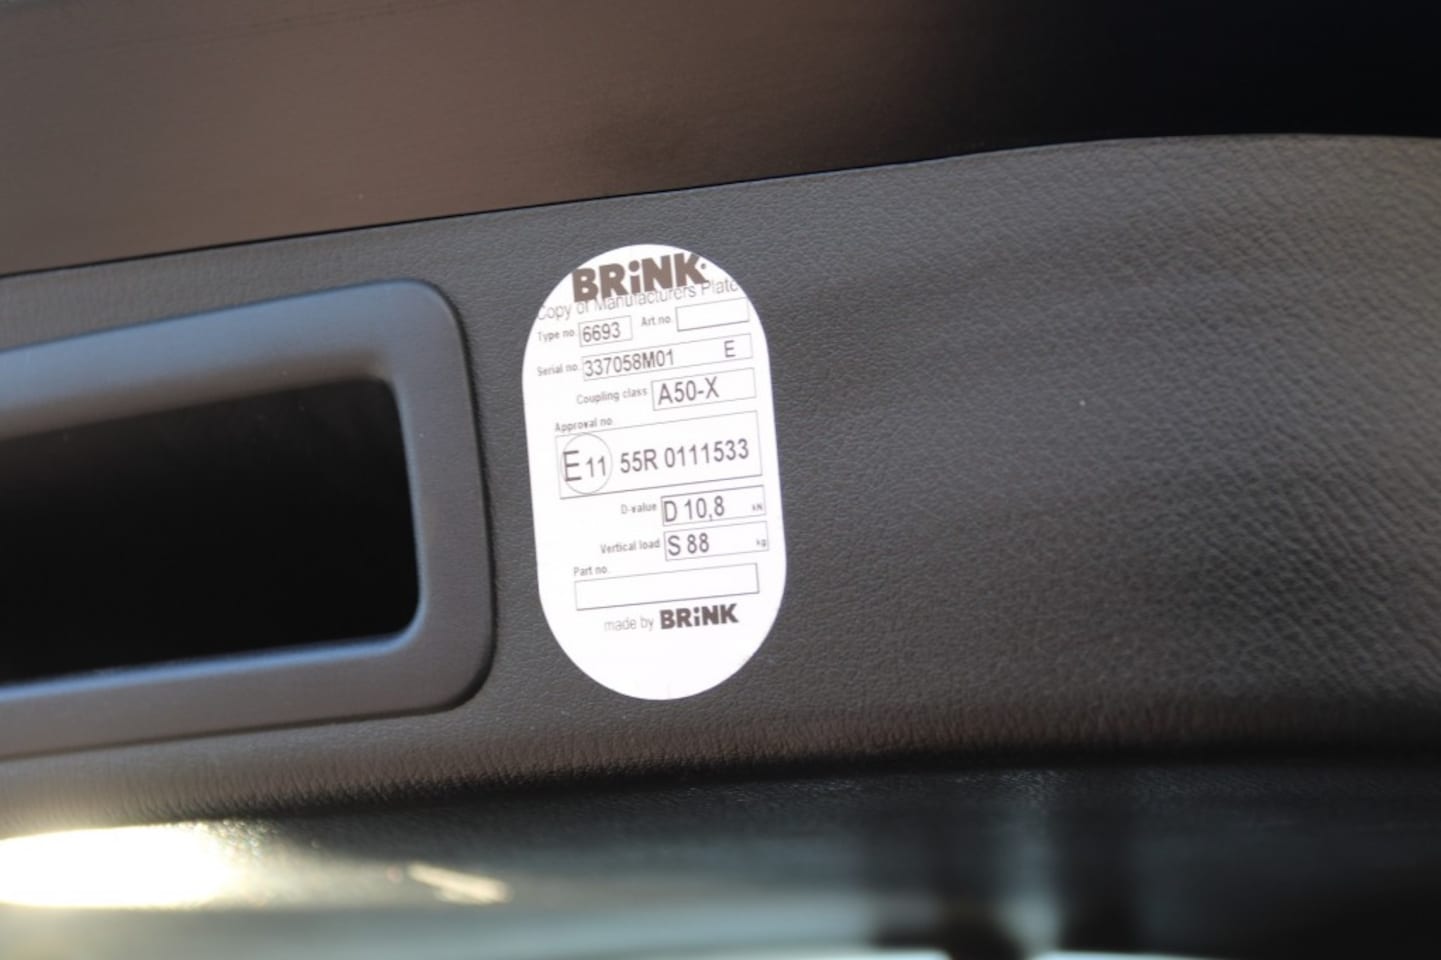 BRiNK
Copy of Manufacturers Plate
Type no. 6693 Art no.
Serial no. 337058M01 E
Coupling class A50-X
Approval no
E11 55R 0111533
D-value D 10,8 kN
Vertical load S 88 kg
Part no.
made by BRiNK